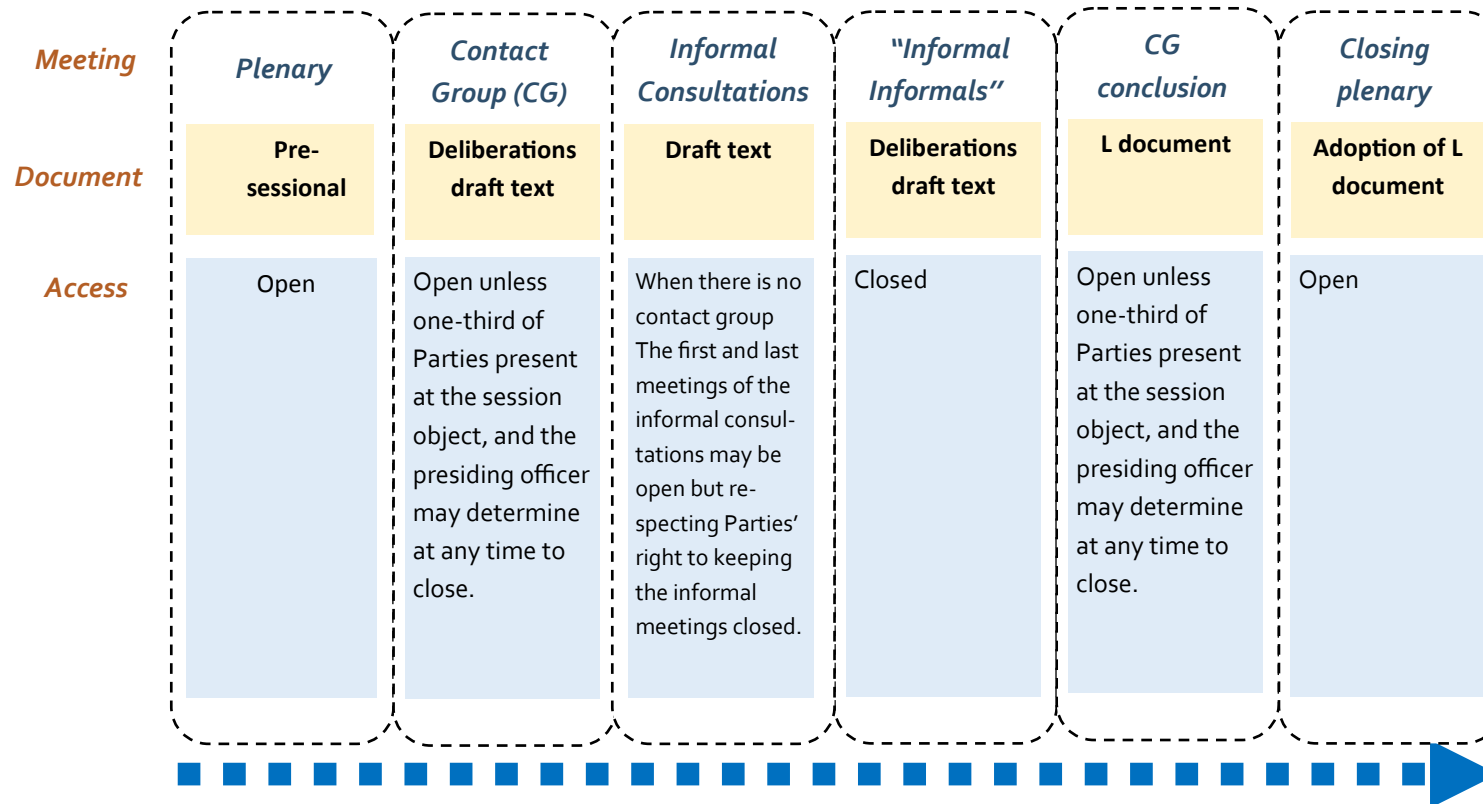 Meeting
Plenary
Contact
Group (CG)
Informal
Consultations
“Informal
Informals”
CG
conclusion
Closing
plenary
Document
Pre-
sessional
Deliberations
draft text
Draft text
Deliberations
draft text
L document
Adoption of L
document
Access
Open
Open unless
one-third of
Parties present
at the session
object, and the
presiding officer
may determine
at any time to
close.
When there is no
contact group
The first and last
meetings of the
informal consul-
tations may be
open but re-
specting Parties’
right to keeping
the informal
meetings closed.
Closed
Open unless
one-third of
Parties present
at the session
object, and the
presiding officer
may determine
at any time to
close.
Open